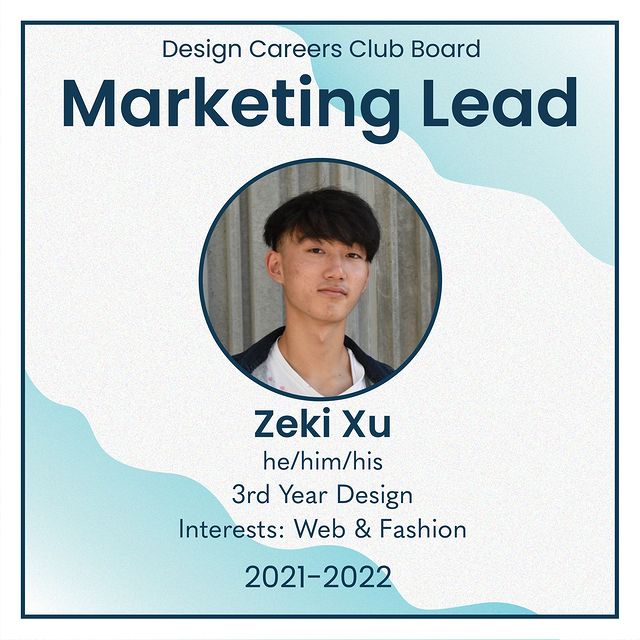 Design Careers Club Board
Marketing Lead
Zeki Xu
he/him/his
3rd Year Design
Interests: Web & Fashion
2021-2022